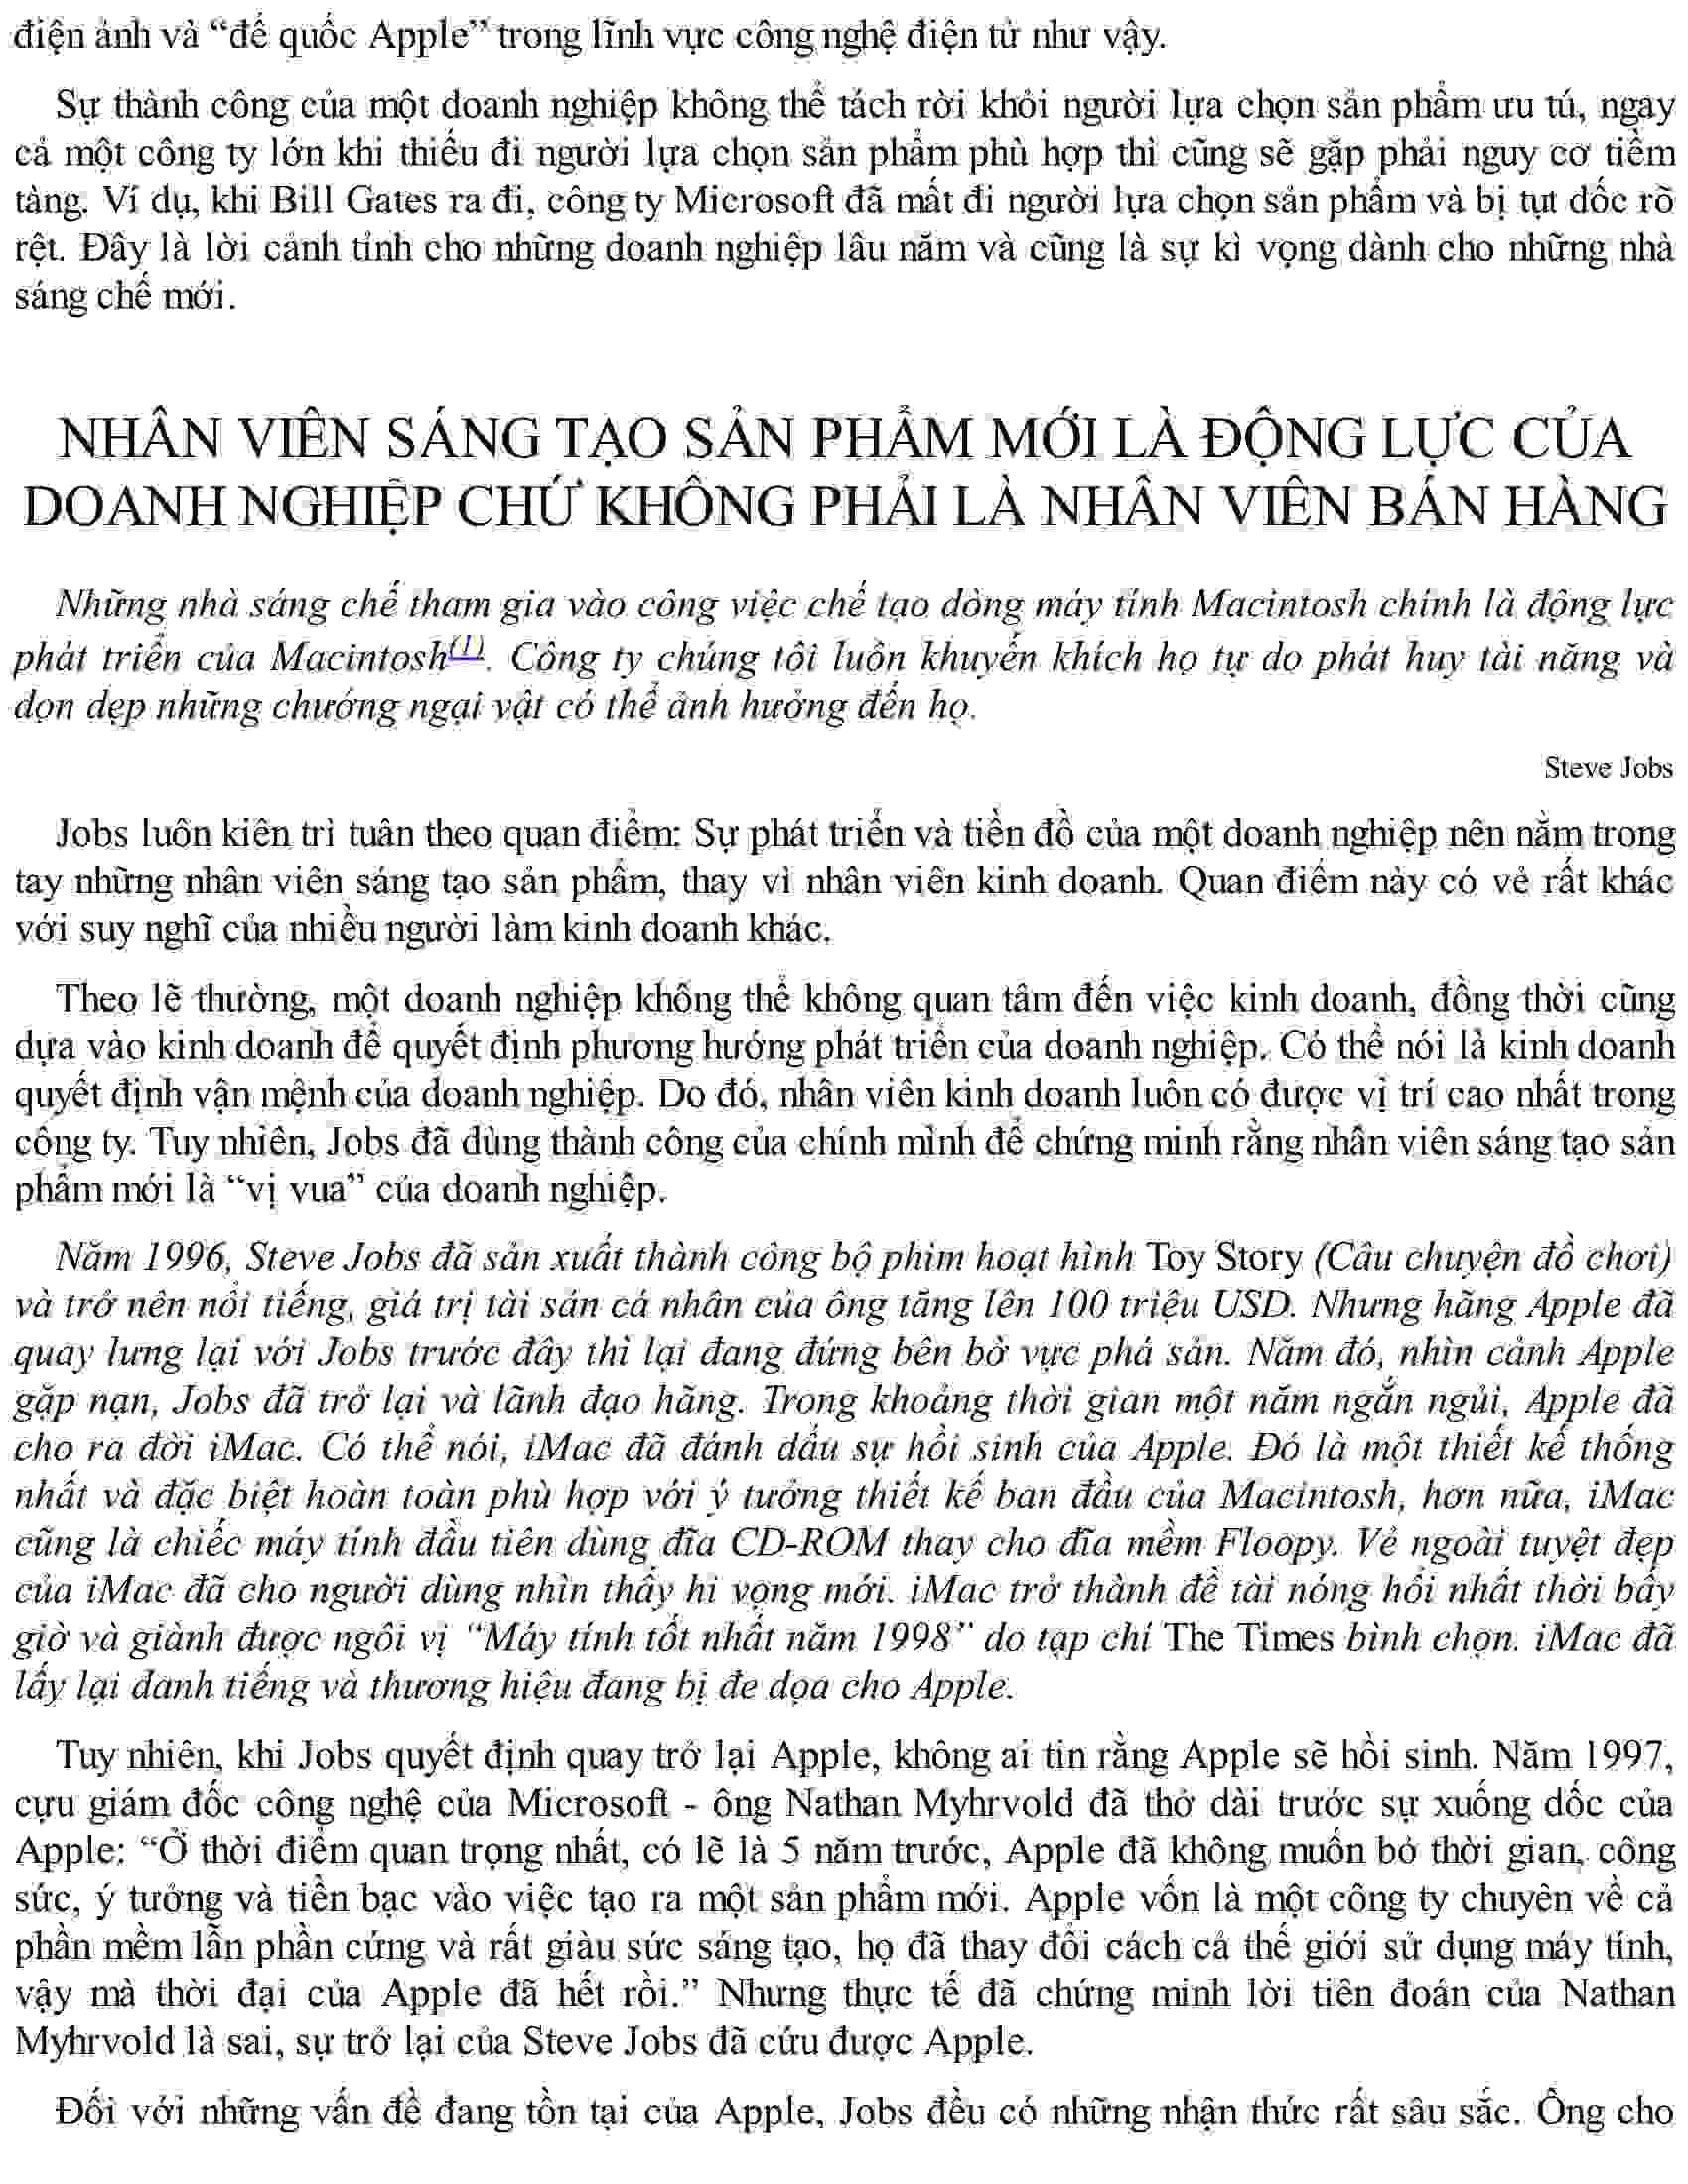 điện ảnh và “đế quốc Apple” trong lĩnh vực công nghệ điện tử như vậy.
Sự thành công của một doanh nghiệp không thể tách rời khỏi người lựa chọn sản phẩm ưu tú, ngay
cả một công ty lớn khi thiếu đi người lựa chọn sản phẩm phù hợp thì cũng sẽ gặp phải nguy cơ tiềm
tàng. Ví dụ, khi Bill Gates ra đi, công ty Microsoft đã mất đi người lựa chọn sản phẩm và bị tụt dốc rõ
rệt. Đây là lời cảnh tỉnh cho những doanh nghiệp lâu năm và cũng là sự kì vọng dành cho những nhà
sáng chế mới.
NHÂN VIÊN SÁNG TẠO SẢN PHẨM MỚI LÀ ĐỘNG LỰC CỦA
DOANH NGHIỆP CHỨ KHÔNG PHẢI LÀ NHÂN VIÊN BÁN HÀNG
Những nhà sáng chế tham gia vào công việc chế tạo dòng máy tính Macintosh chính là động lực
phát triển của Macintosh(1). Công ty chúng tôi luôn khuyến khích họ tự do phát huy tài năng và
dọn dẹp những chướng ngại vật có thể ảnh hưởng đến họ.
Steve Jobs
Jobs luôn kiên trì tuân theo quan điểm: Sự phát triển và tiền đồ của một doanh nghiệp nên nằm trong
tay những nhân viên sáng tạo sản phẩm, thay vì nhân viên kinh doanh. Quan điểm này có vẻ rất khác
với suy nghĩ của nhiều người làm kinh doanh khác.
Theo lẽ thường, một doanh nghiệp không thể không quan tâm đến việc kinh doanh, đồng thời cũng
dựa vào kinh doanh để quyết định phương hướng phát triển của doanh nghiệp. Có thể nói là kinh doanh
quyết định vận mệnh của doanh nghiệp. Do đó, nhân viên kinh doanh luôn có được vị trí cao nhất trong
công ty. Tuy nhiên, Jobs đã dùng thành công của chính mình để chứng minh rằng nhân viên sáng tạo sản
phẩm mới là “vị vua” của doanh nghiệp.
Năm 1996, Steve Jobs đã sản xuất thành công bộ phim hoạt hình Toy Story (Câu chuyện đồ chơi)
và trở nên nổi tiếng, giá trị tài sản cá nhân của ông tăng lên 100 triệu USD. Nhưng hãng Apple đã
quay lưng lại với Jobs trước đây thì lại đang đứng bên bờ vực phá sản. Năm đó, nhìn cảnh Apple
gặp nạn, Jobs đã trở lại và lãnh đạo hãng. Trong khoảng thời gian một năm ngắn ngủi, Apple đã
cho ra đời iMac. Có thể nói, iMac đã đánh dấu sự hồi sinh của Apple. Đó là một thiết kế thống
nhất và đặc biệt hoàn toàn phù hợp với ý tưởng thiết kế ban đầu của Macintosh, hơn nữa, iMac
cũng là chiếc máy tính đầu tiên dùng đĩa CD-ROM thay cho đĩa mềm Floopy. Vẻ ngoài tuyệt đẹp
của iMac đã cho người dùng nhìn thấy hi vọng mới. iMac trở thành đề tài nóng hổi nhất thời bấy
giờ và giành được ngôi vị “Máy tính tốt nhất năm 1998” do tạp chí The Times bình chọn. iMac đã
lấy lại danh tiếng và thương hiệu đang bị đe dọa cho Apple.
Tuy nhiên, khi Jobs quyết định quay trở lại Apple, không ai tin rằng Apple sẽ hồi sinh. Năm 1997,
cựu giám đốc công nghệ của Microsoft - ông Nathan Myhrvold đã thở dài trước sự xuống dốc của
Apple: “Ở thời điểm quan trọng nhất, có lẽ là 5 năm trước, Apple đã không muốn bỏ thời gian, công
sức, ý tưởng và tiền bạc vào việc tạo ra một sản phẩm mới. Apple vốn là một công ty chuyên về cả
phần mềm lẫn phần cứng và rất giàu sức sáng tạo, họ đã thay đổi cách cả thế giới sử dụng máy tính,
vậy mà thời đại của Apple đã hết rồi.” Nhưng thực tế đã chứng minh lời tiên đoán của Nathan
Myhrvold là sai, sự trở lại của Steve Jobs đã cứu được Apple.
Đối với những vấn đề đang tồn tại của Apple, Jobs đều có những nhận thức rất sâu sắc. Ông cho